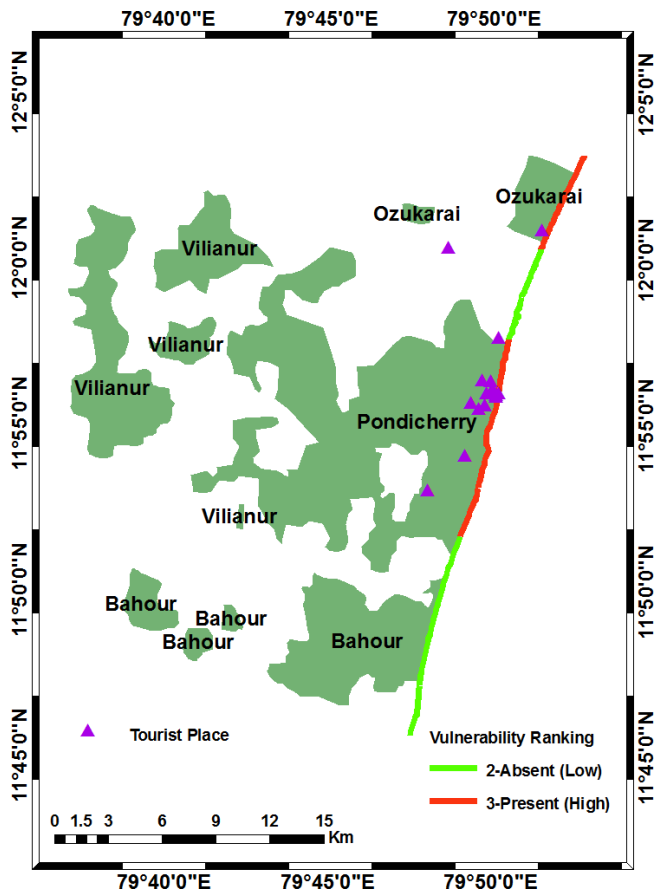 79°40'0"E 79°45'0"E 79°50'0"E
12°5'0"N 12°5'0"N
Ozukarai Ozukarai
Vilianur
12°0'0"N 12°0'0"N
Vilianur
Vilianur
11°55'0"N Pondicherry 11°55'0"N
Vilianur
11°50'0"N 11°50'0"N
Bahour
Bahour
Bahour Bahour
Tourist Place Vulnerability Ranking
11°45'0"N 11°45'0"N
2-Absent (Low)
3-Present (High)
0 1.5 3 6 9 12 15
Km
79°40'0"E 79°45'0"E 79°50'0"E